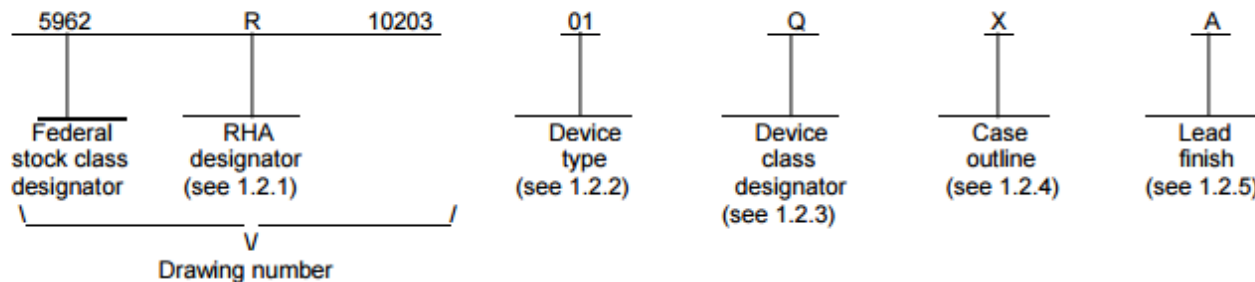 5962 R 10203 01 Q X A
Federal stock class designator
RHA designator (see 1.2.1)
Device type (see 1.2.2)
Device class designator (see 1.2.3)
Case outline (see 1.2.4)
Lead finish (see 1.2.5)
\ / \/
Drawing number